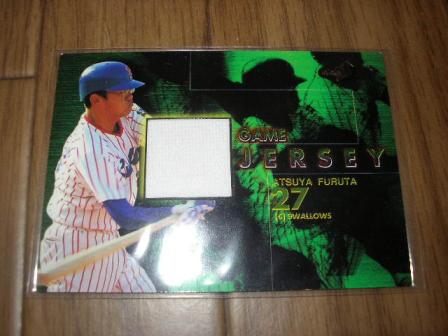 GAME
JERSEY
ATSUYA FURUTA
27
[C] SWALLOWS